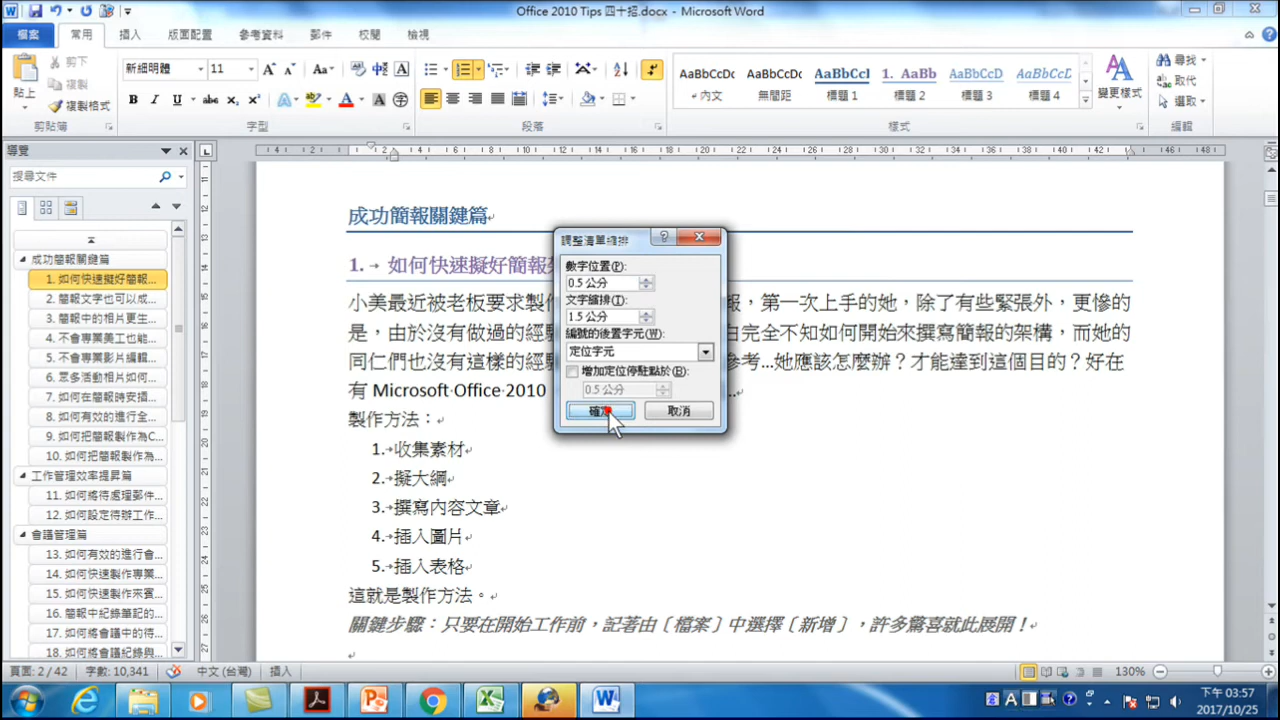 Office 2010 Tips 四十招.docx - Microsoft Word
檔案 常用 插入 版面配置 參考資料 郵件 校閱 檢視
貼上 剪下 複製 複製格式
新細明體 11
AaBbCcDc AaBbCcDc AaBbCcI 1. AaBb AaBbCcD AaBbCcD
內文 無間距 標題 1 標題 2 標題 3 標題 4
變更樣式
尋找 取代 選取
剪貼簿 字型 段落 樣式 編輯
導覽
搜尋文件
成功簡報關鍵篇
1. 如何快速擬好簡報...
2. 簡報文字也可以成...
3. 簡報中的相片更生...
4. 不會專業美工也能...
5. 不會專業影片編輯...
6. 眾多活動相片如何...
7. 如何在簡報時安插...
8. 如何有效的進行全...
9. 如何把簡報製作為C...
10. 如何把簡報製作為...
工作管理效率提昇篇
11. 如何將待處理郵件...
12. 如何設定待辦工作...
會議管理篇
13. 如何有效的進行會...
14. 如何快速製作專業...
15. 如何快速製作來賓...
16. 簡報中紀錄筆記的...
17. 如何將會議中的待...
18. 如何將會議紀錄與...
成功簡報關鍵篇
1. 如何快速擬好簡報
小美最近被老板要求製 報，第一次上手的她，除了有些緊張外，更慘的
是，由於沒有做過的經 日完全不知如何開始來撰寫簡報的架構，而她的
同仁們也沒有這樣的經 參考...她應該怎麼辦？才能達到這個目的？好在
有 Microsoft Office 2010
製作方法：
1. 收集素材
2. 擬大綱
3. 撰寫內容文章
4. 插入圖片
5. 插入表格
這就是製作方法。
關鍵步驟：只要在開始工作前，記著由〔檔案〕中選擇〔新增〕，許多驚喜就此展開！
調整清單縮排
數字位置(P):
0.5 公分
文字縮排(T):
1.5 公分
編號的後置字元(W):
定位字元
增加定位停駐點於(B):
0.5 公分
確定 取消
頁面: 2 / 42 字數: 10,341 中文 (台灣) 插入 130%
下午 03:57
2017/10/25